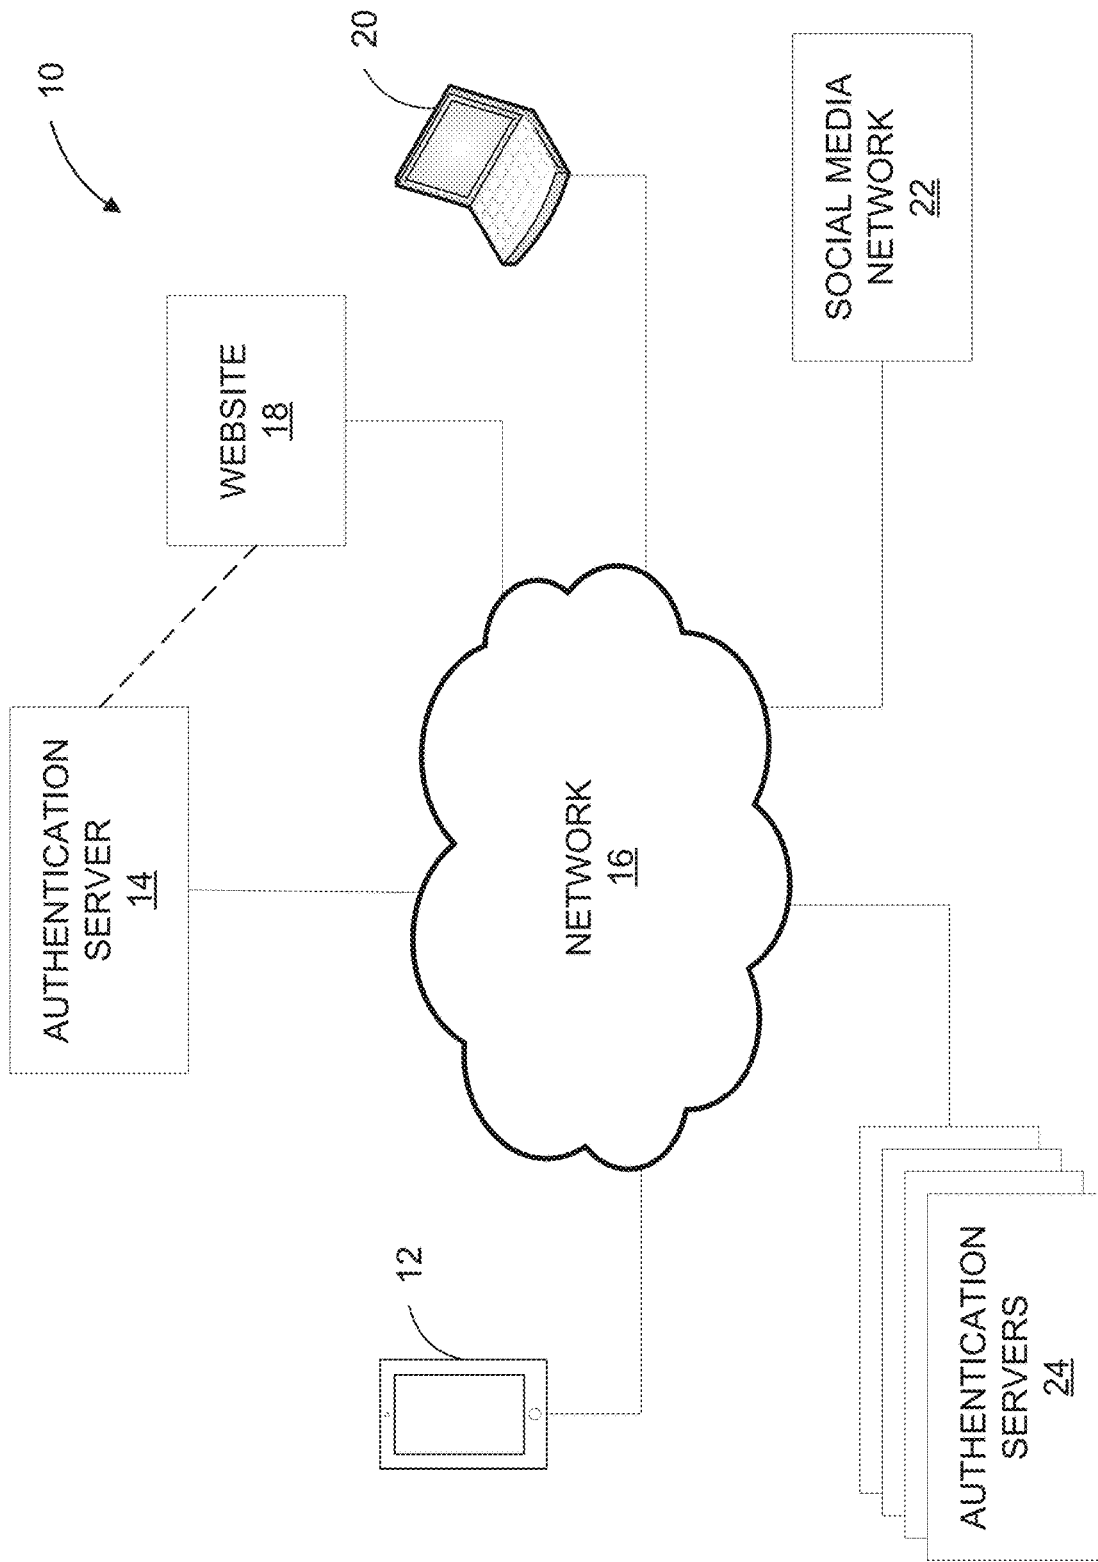 10
AUTHENTICATION
SERVER
14
WEBSITE
18
20
12
NETWORK
16
AUTHENTICATION
SERVERS
24
SOCIAL MEDIA
NETWORK
22